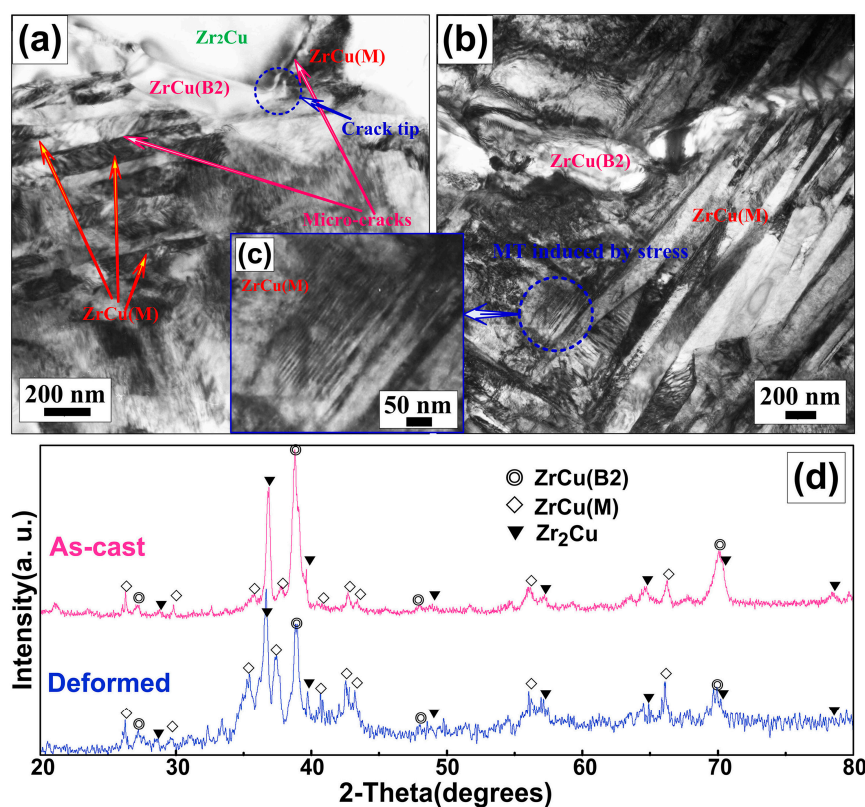 (a)
Zr₂Cu
ZrCu(M)
ZrCu(B2)
Crack tip
Micro-cracks
ZrCu(M)
200 nm
(b)
ZrCu(B2)
ZrCu(M)
MT induced by stress
200 nm
(c)
ZrCu(M)
50 nm
(d)
ZrCu(B2)
ZrCu(M)
Zr₂Cu
As-cast
Deformed
Intensity(a. u.)
20 30 40 50 60 70 80
2-Theta(degrees)